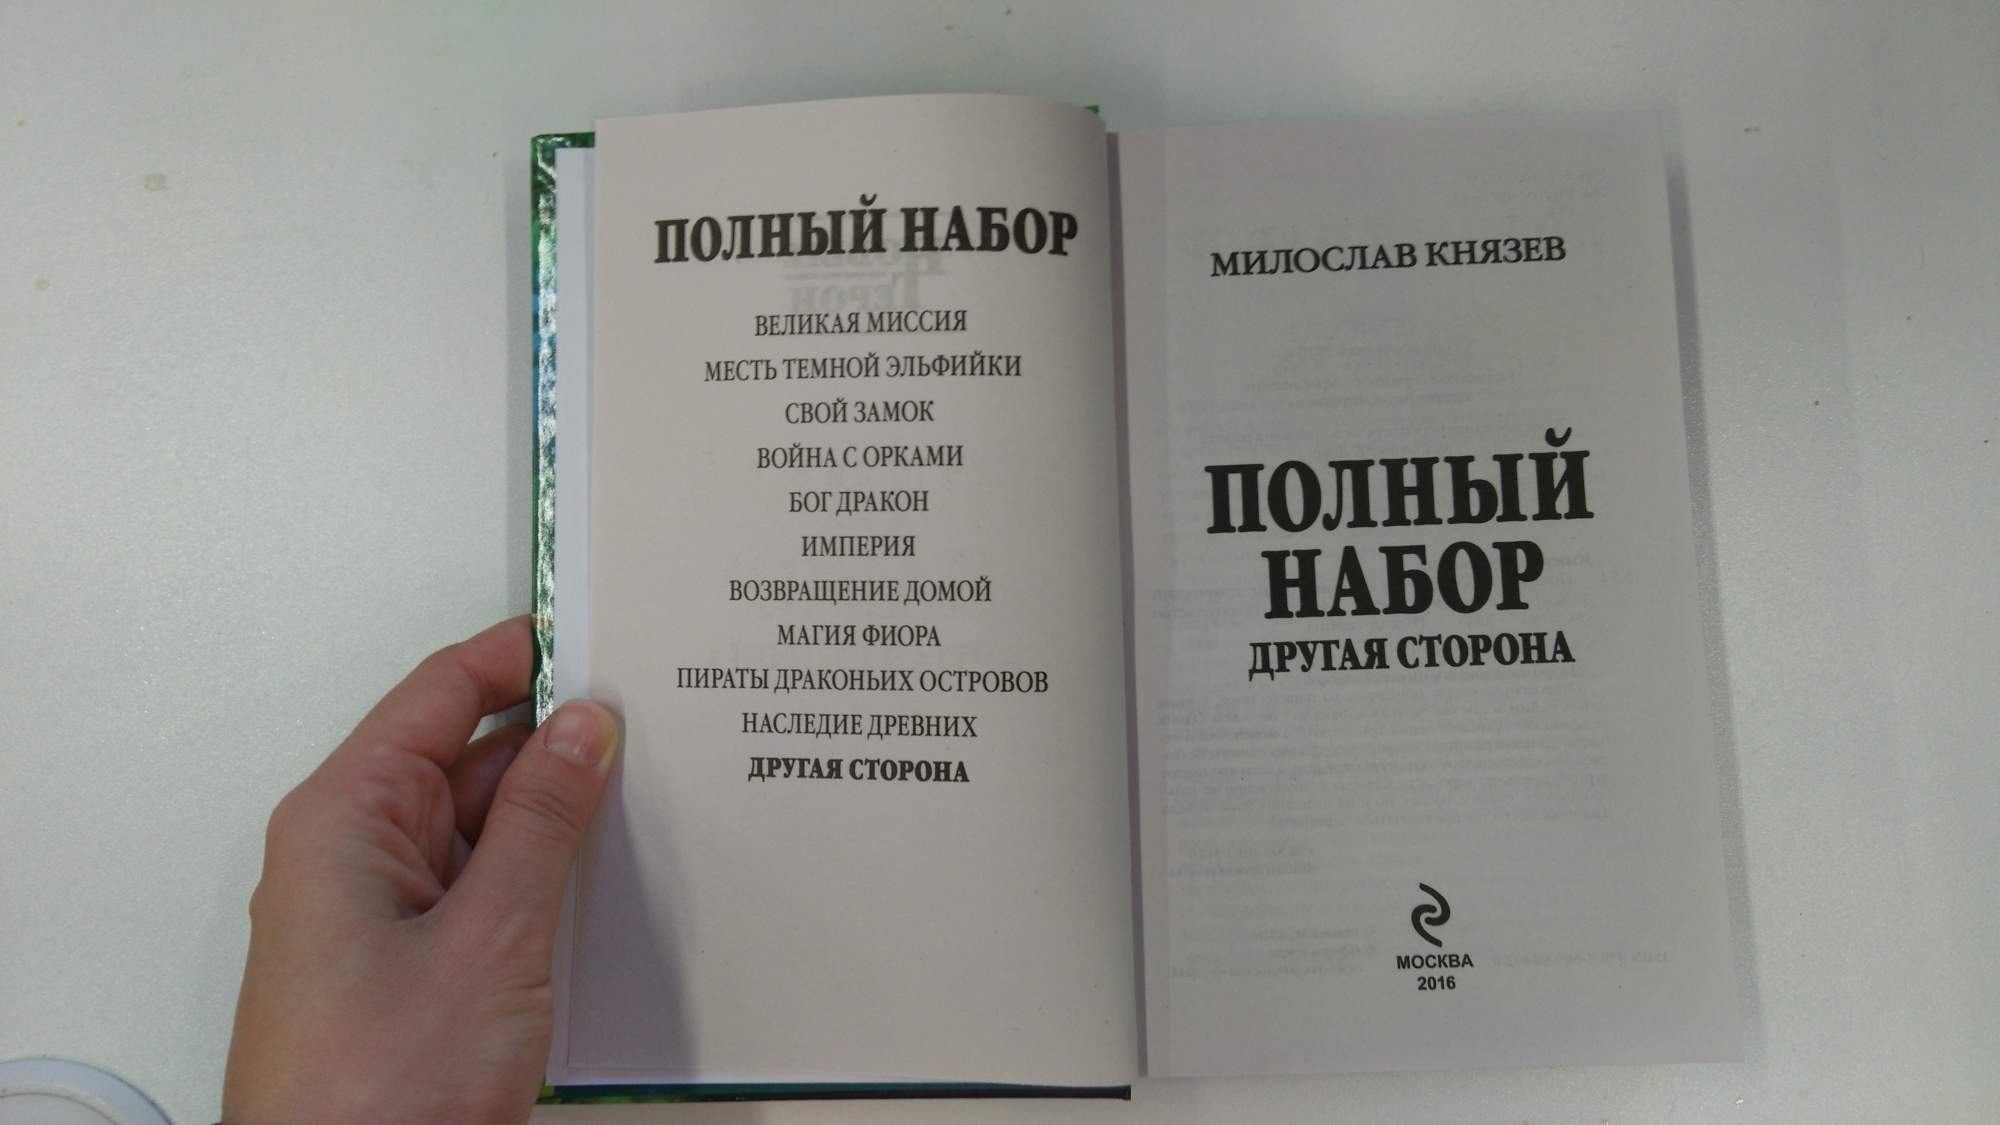 ПОЛНЫЙ НАБОР
ВЕЛИКАЯ МИССИЯ
МЕСТЬ ТЕМНОЙ ЭЛЬФИЙКИ
СВОЙ ЗАМОК
ВОЙНА С ОРКАМИ
БОГ ДРАКОН
ИМПЕРИЯ
ВОЗВРАЩЕНИЕ ДОМОЙ
МАГИЯ ФИОРА
ПИРАТЫ ДРАКОНЬИХ ОСТРОВОВ
НАСЛЕДИЕ ДРЕВНИХ
ДРУГАЯ СТОРОНА
МИЛОСЛАВ КНЯЗЕВ
ПОЛНЫЙ
НАБОР
ДРУГАЯ СТОРОНА
МОСКВА
2016